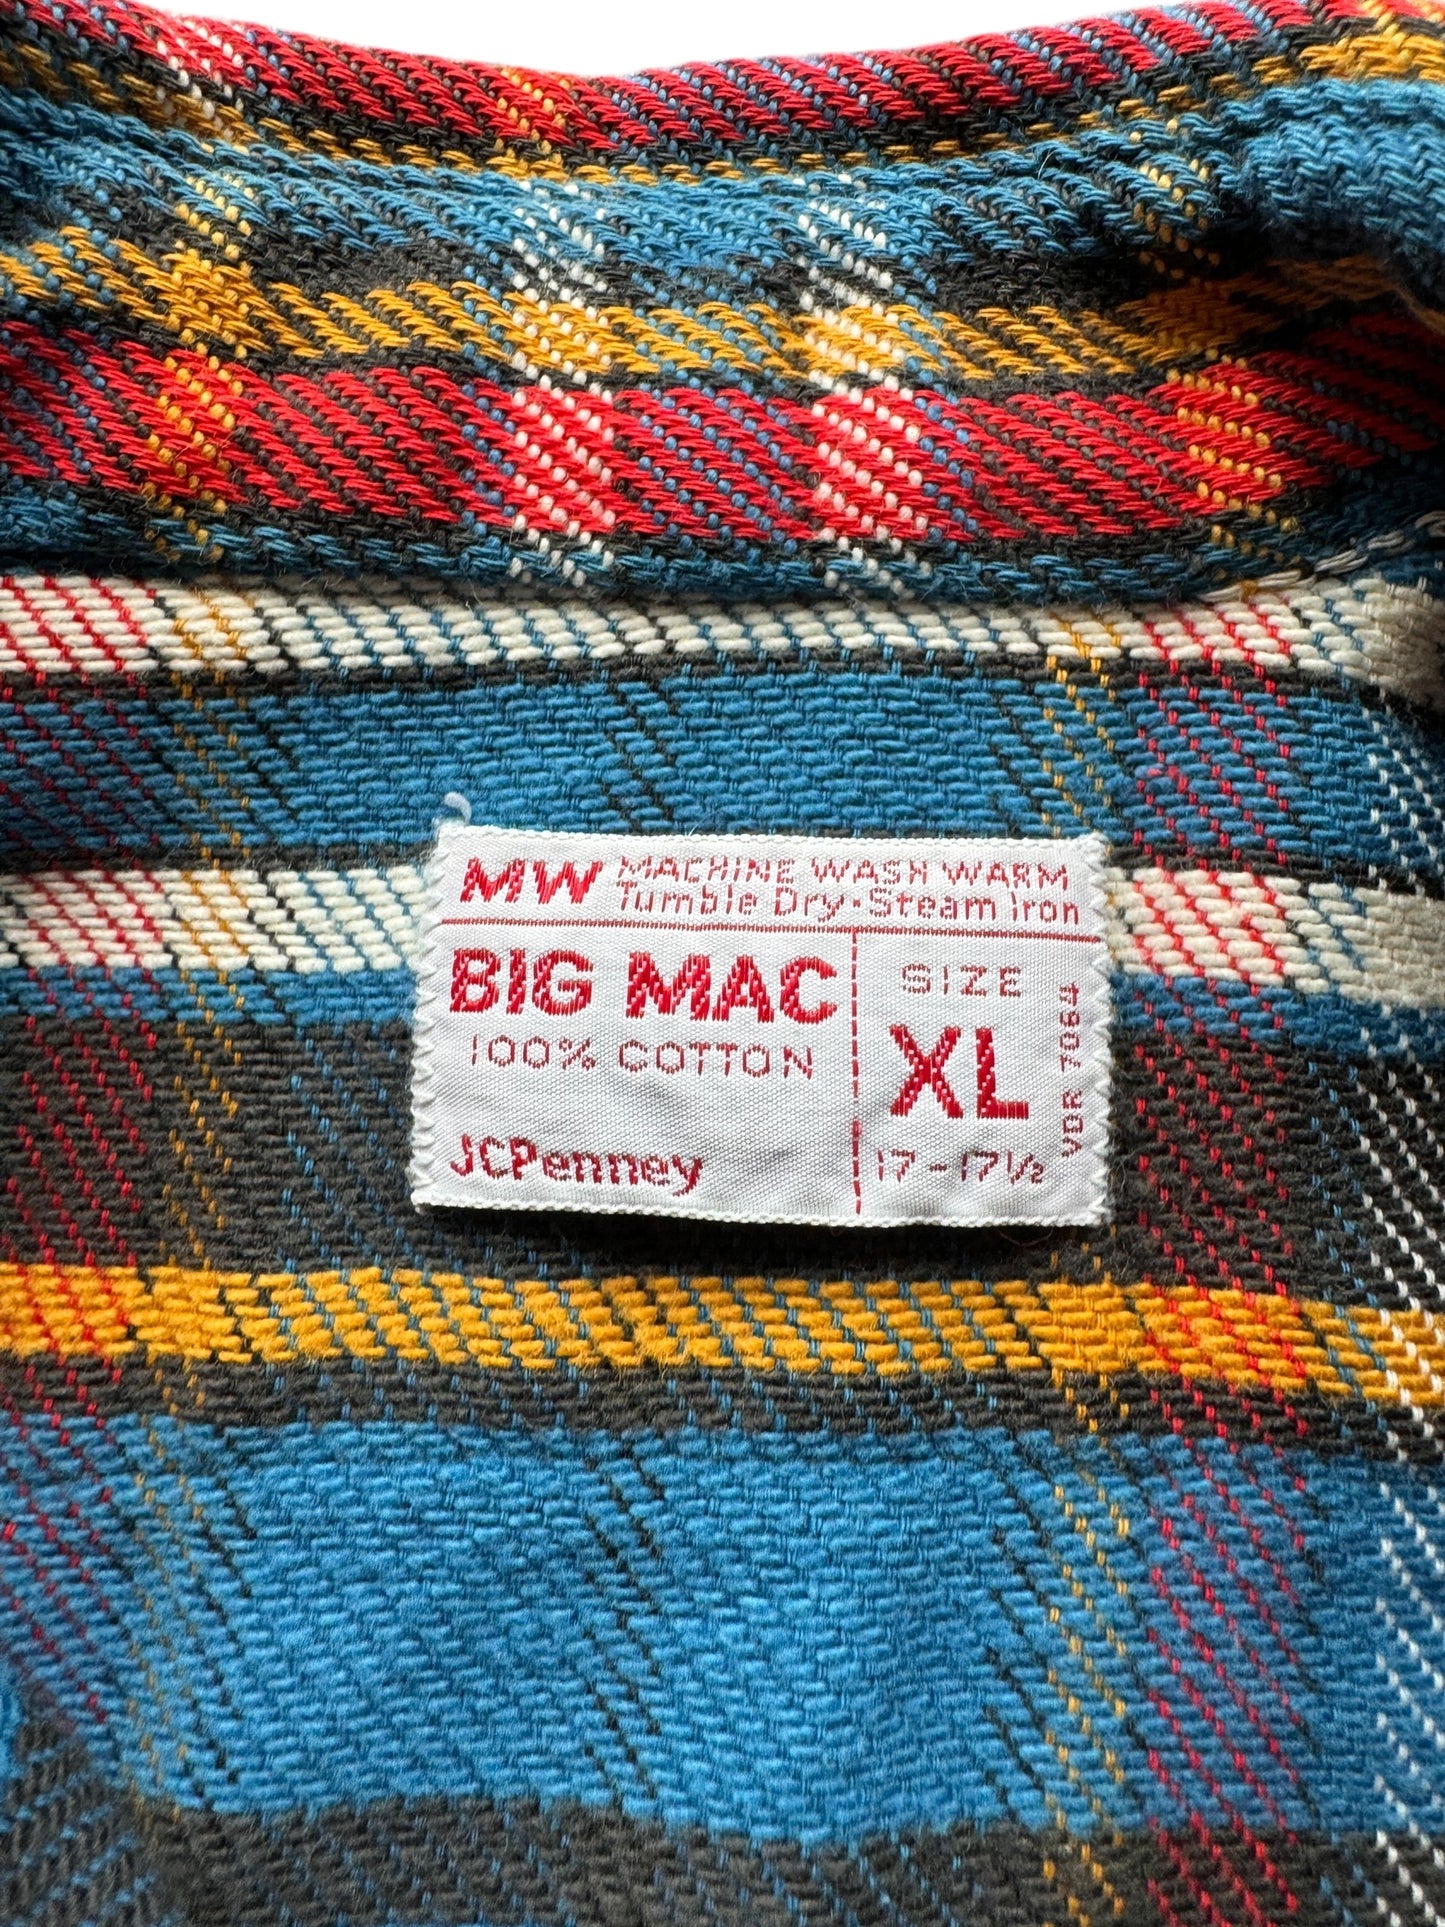 MW MACHINE WASH WARM
Tumble Dry·Steam Iron
BIG MAC
100% COTTON
JCPenney
SIZE
XL
17-17½
VDR 7064